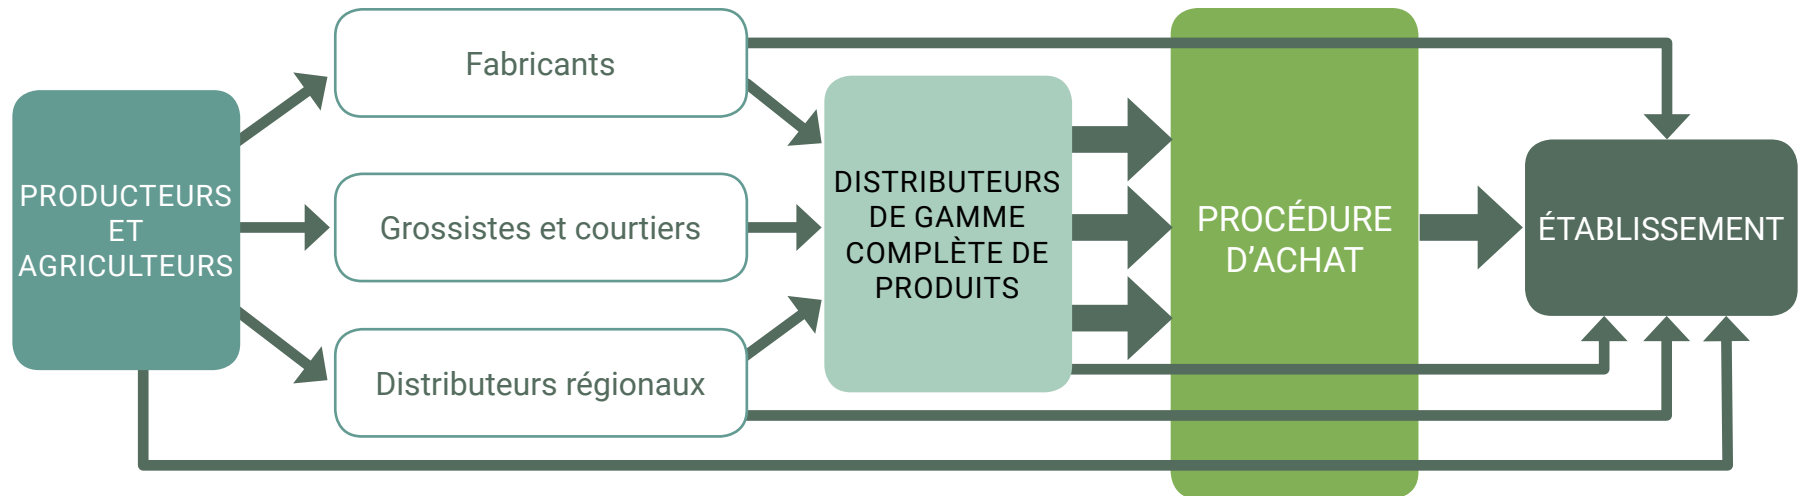 PRODUCTEURS
ET
AGRICULTEURS
Fabricants
Grossistes et courtiers
Distributeurs régionaux
DISTRIBUTEURS
DE GAMME
COMPLÈTE DE
PRODUITS
PROCÉDURE
D’ACHAT
ÉTABLISSEMENT